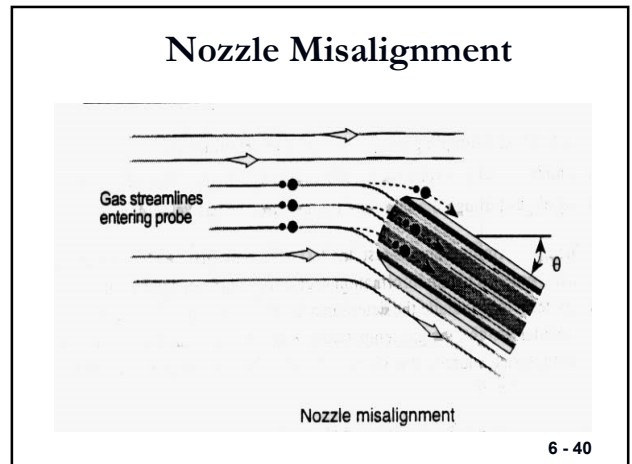 Nozzle Misalignment
Gas streamlines
entering probe
θ
Nozzle misalignment
6 - 40